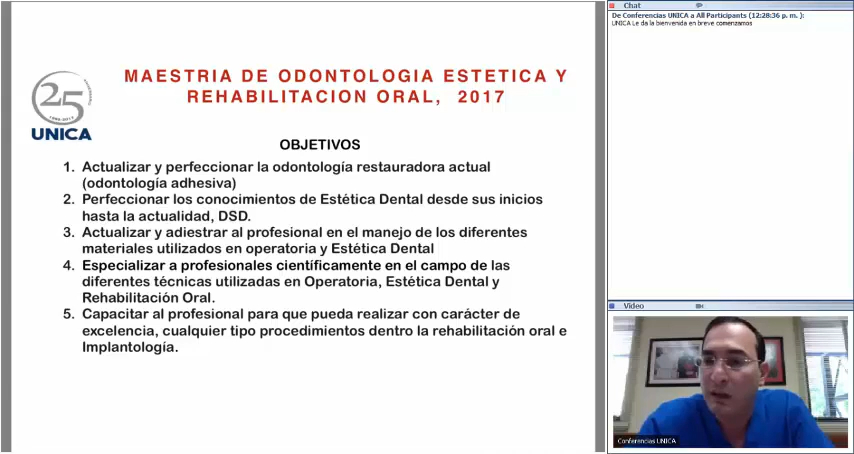 MAESTRIA DE ODONTOLOGIA ESTETICA Y
REHABILITACION ORAL, 2017
25
UNICA
OBJETIVOS
1. Actualizar y perfeccionar la odontología restauradora actual
(odontología adhesiva)
2. Perfeccionar los conocimientos de Estética Dental desde sus inicios
hasta la actualidad, DSD.
3. Actualizar y adiestrar al profesional en el manejo de los diferentes
materiales utilizados en operatoria y Estética Dental
4. Especializar a profesionales científicamente en el campo de las
diferentes técnicas utilizadas en Operatoria, Estética Dental y
Rehabilitación Oral.
5. Capacitar al profesional para que pueda realizar con carácter de
excelencia, cualquier tipo procedimientos dentro la rehabilitación oral e
Implantología.
Chat
De Conferencias UNICA a All Participants (12:28:36 p. m. ):
UNICA Le da la bienvenida en breve comenzamos
Video
Conferencias UNICA